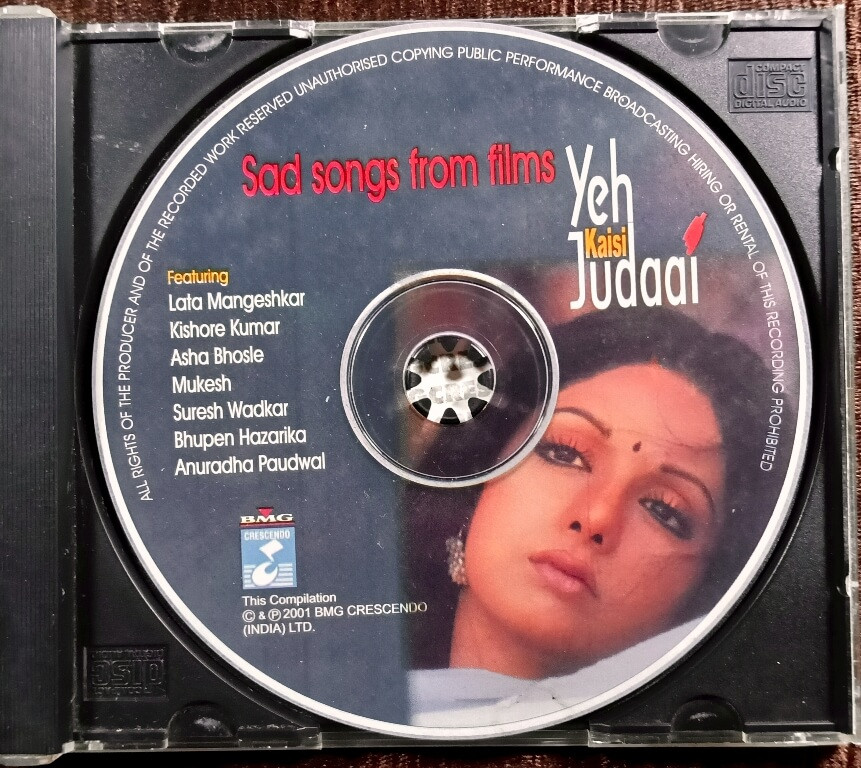 COMPACT
disc
DIGITAL AUDIO
ALL RIGHTS OF THE PRODUCER AND OF THE RECORDED WORK RESERVED UNAUTHORISED COPYING PUBLIC PERFORMANCE BROADCASTING HIRING OR RENTAL OF THIS RECORDING PROHIBITED
Sad songs from films
Yeh
Kaisi
Judaai
Featuring
Lata Mangeshkar
Kishore Kumar
Asha Bhosle
Mukesh
Suresh Wadkar
Bhupen Hazarika
Anuradha Paudwal
BMG
CRESCENDO
This Compilation
© & ℗ 2001 BMG CRESCENDO
(INDIA) LTD.